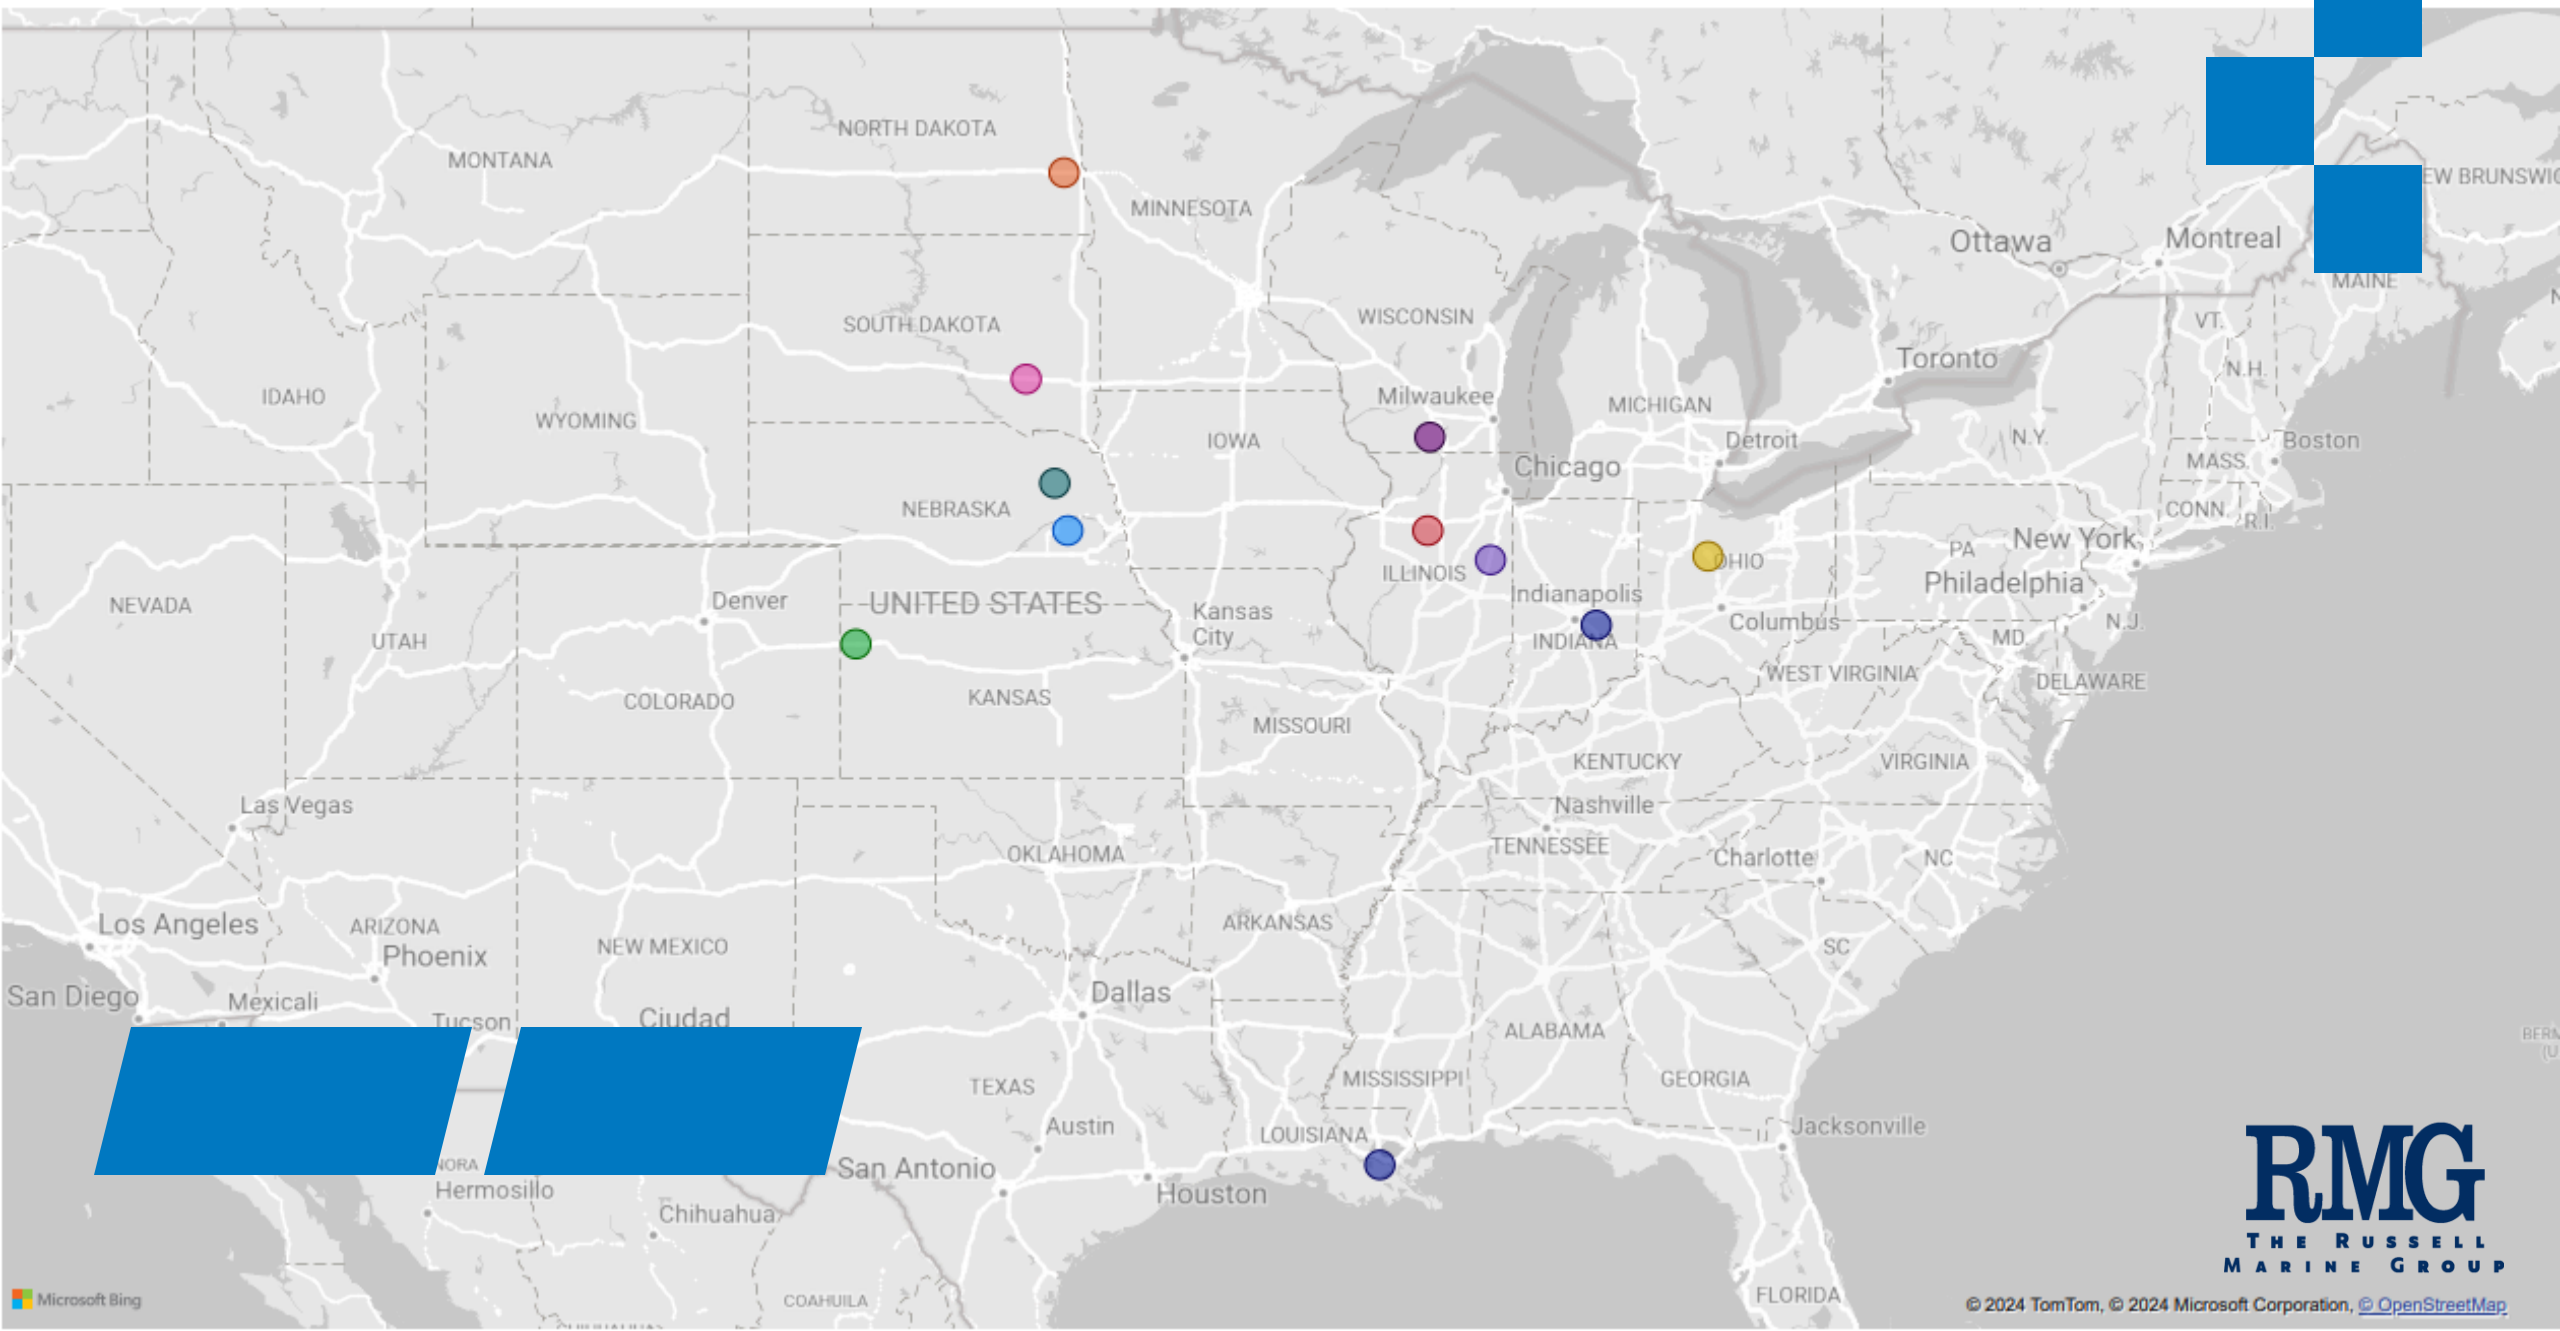 NORTH DAKOTA
MONTANA
MINNESOTA
EW BRUNSWIC
Ottawa
Montreal
MAINE
SOUTH DAKOTA
WISCONSIN
VT.
Toronto
N.H.
IDAHO
WYOMING
Milwaukee
MICHIGAN
IOWA
Detroit
N.Y.
Boston
Chicago
MASS.
NEBRASKA
CONN.
R.I.
New York
PA
OHIO
ILLINOIS
Philadelphia
Indianapolis
NEVADA
Denver
UNITED STATES
Kansas
City
Columbus
N.J.
UTAH
INDIANA
MD
WEST VIRGINIA
DELAWARE
COLORADO
KANSAS
MISSOURI
KENTUCKY
VIRGINIA
Las Vegas
Nashville
OKLAHOMA
TENNESSEE
Charlotte
NC
Los Angeles
ARIZONA
Phoenix
NEW MEXICO
ARKANSAS
SC
San Diego
Mexicali
Dallas
Tucson
Ciudad
ALABAMA
BERM
(U
TEXAS
MISSISSIPPI
GEORGIA
Austin
LOUISIANA
Jacksonville
NORA
Hermosillo
San Antonio
Houston
Chihuahua
RMG
THE RUSSELL
MARINE GROUP
COAHUILA
FLORIDA
Microsoft Bing
© 2024 TomTom, © 2024 Microsoft Corporation, © OpenStreetMap